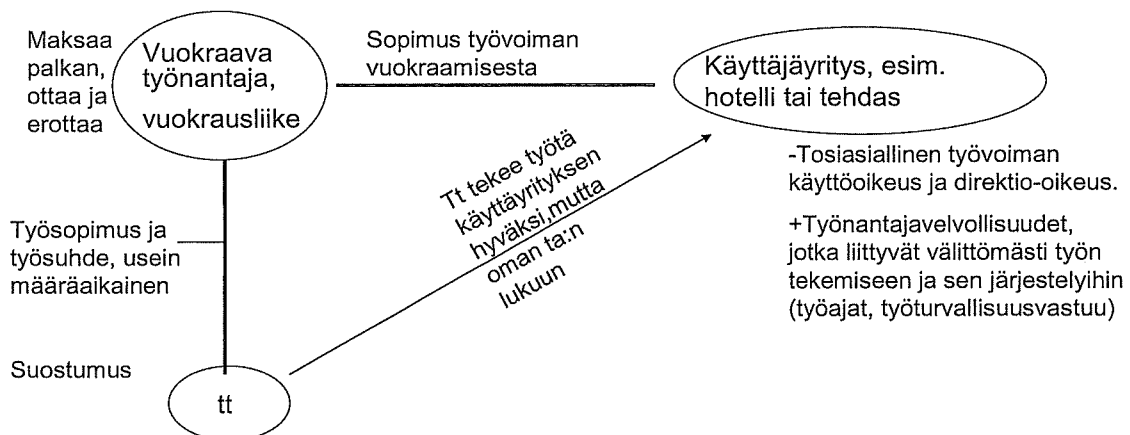 Maksaa
palkan,
ottaa ja
erottaa
Vuokraava
työnantaja,
vuokrausliike
Sopimus työvoiman
vuokraamisesta
Käyttäjäyritys, esim.
hotelli tai tehdas
Tt tekee työtä
käyttäyrityksen
hyväksi,mutta
oman ta:n
lukuun
-Tosiasiallinen työvoiman
käyttöoikeus ja direktio-oikeus.
+Työnantajavelvollisuudet,
jotka liittyvät välittömästi työn
tekemiseen ja sen järjestelyihin
(työajat, työturvallisuusvastuu)
Työsopimus ja
työsuhde, usein
määräaikainen
Suostumus
tt